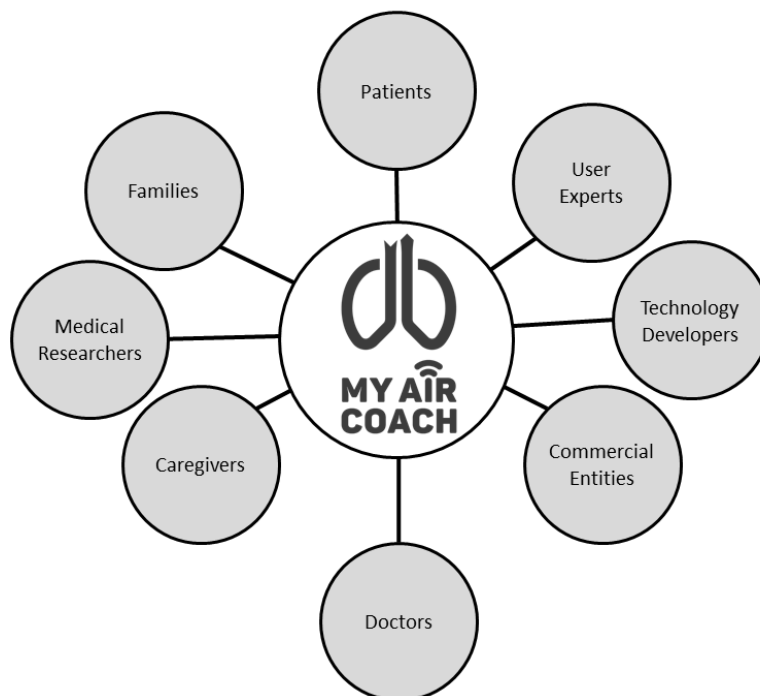 Patients
User
Experts
Families
Technology
Developers
Medical
Researchers
MY AIR
COACH
Commercial
Entities
Caregivers
Doctors